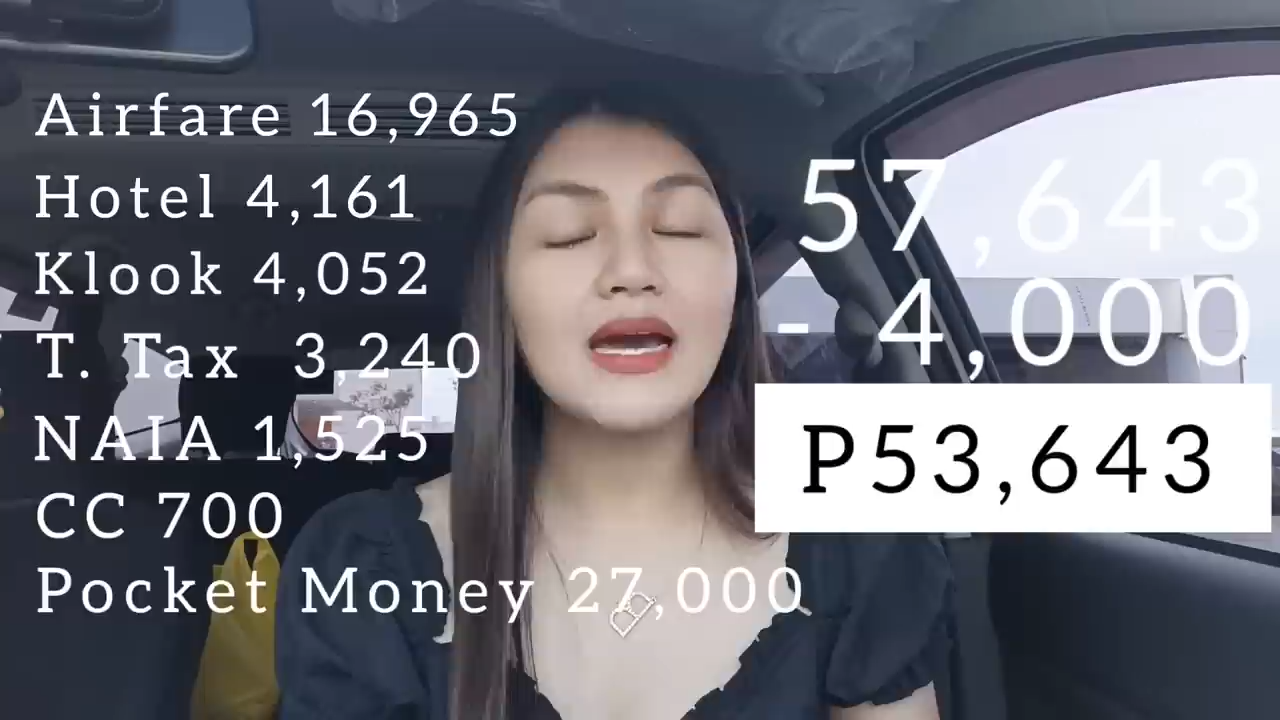 Airfare 16,965
Hotel 4,161
Klook 4,052
T. Tax 3,240
NAIA 1,525
CC 700
Pocket Money 27,000
57,643
- 4,000
P53,643